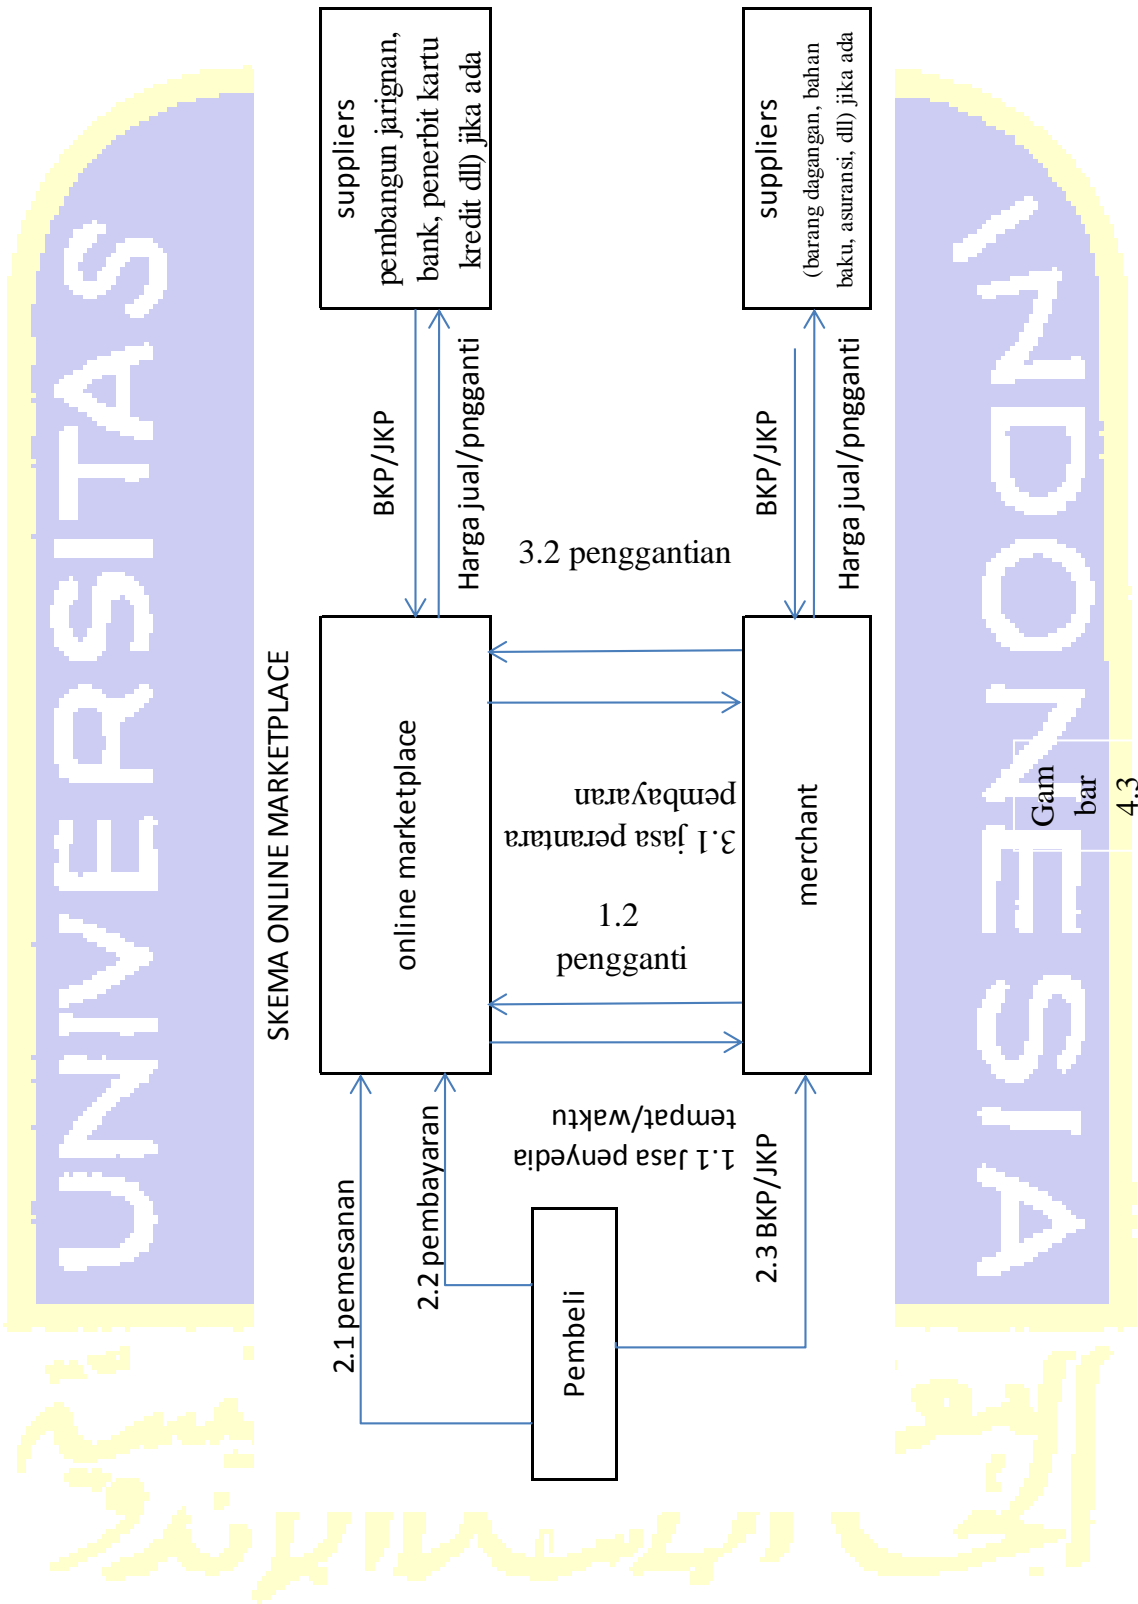 UNIVERSITAS
INDONESIA
SKEMA ONLINE MARKETPLACE
suppliers
pembangun jarignan,
bank, penerbit kartu
kredit dll) jika ada
suppliers
(barang dagangan, bahan
baku, asuransi, dll) jika ada
BKP/JKP
Harga jual/pngganti
BKP/JKP
Harga jual/pngganti
3.2 penggantian
online marketplace
3.1 jasa perantara
pembayaran
merchant
1.2
pengganti
1.1 Jasa penyedia
tempat/waktu
2.1 pemesanan
2.2 pembayaran
2.3 BKP/JKP
Pembeli
Gam
bar
4.3